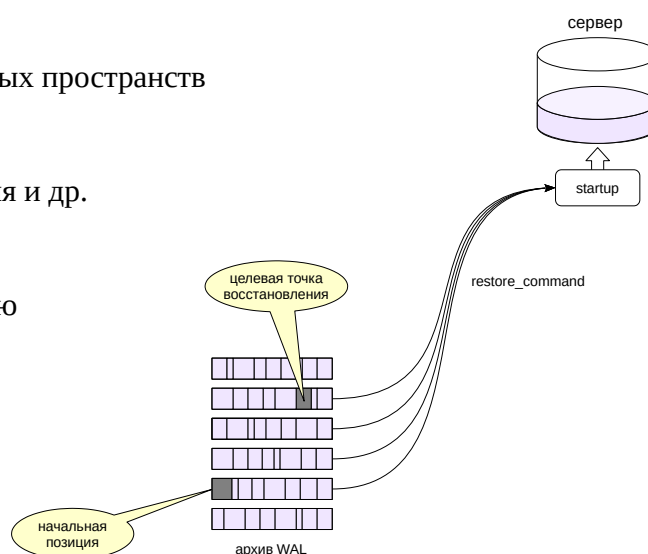 сервер
ых пространств
startup
я и др.
целевая точка
восстановления
restore_command
ю
начальная
позиция
архив WAL